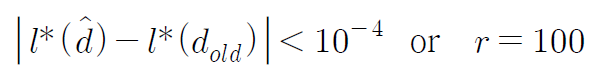 |l*(d̂) − l*(d_old)| < 10⁻⁴ or r = 100